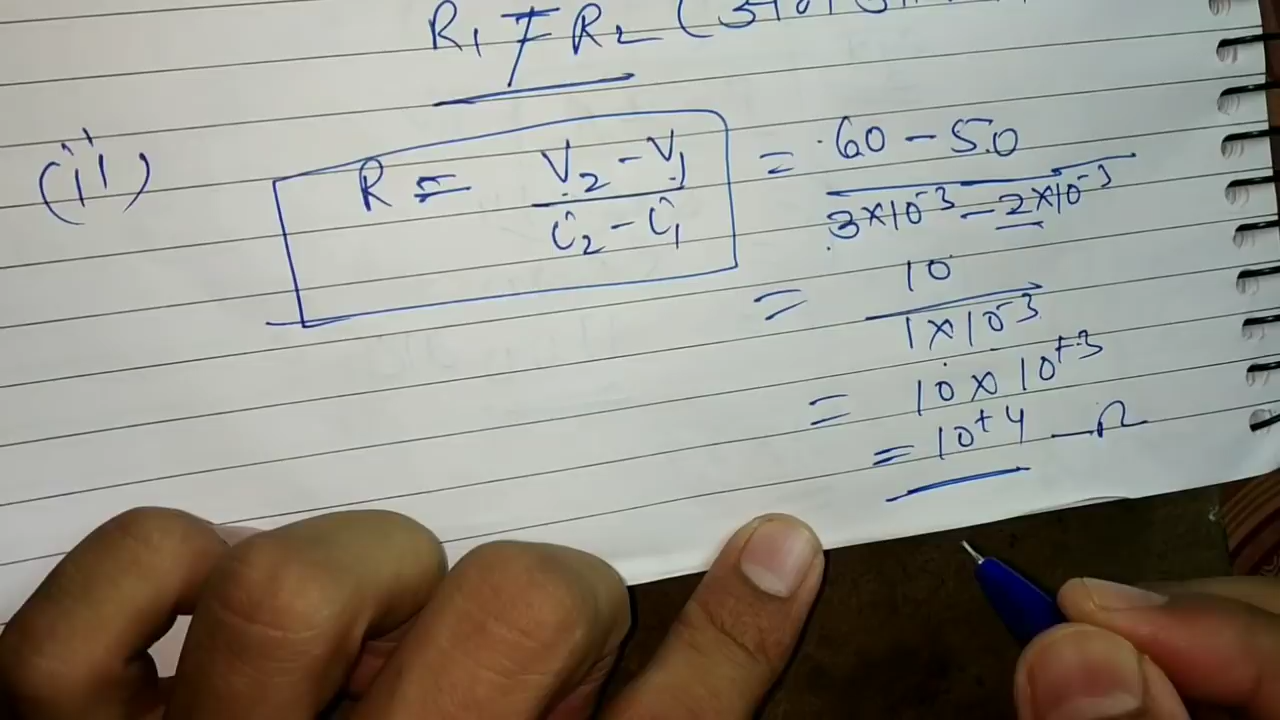 R₁ ≠ R₂ (
(ii) R = (V₂ - V₁)/(i₂ - i₁) = (60 - 50)/(3×10⁻³ - 2×10⁻³)
= 10/(1×10⁻³)
= 10 × 10⁺³
= 10⁺⁴ Ω